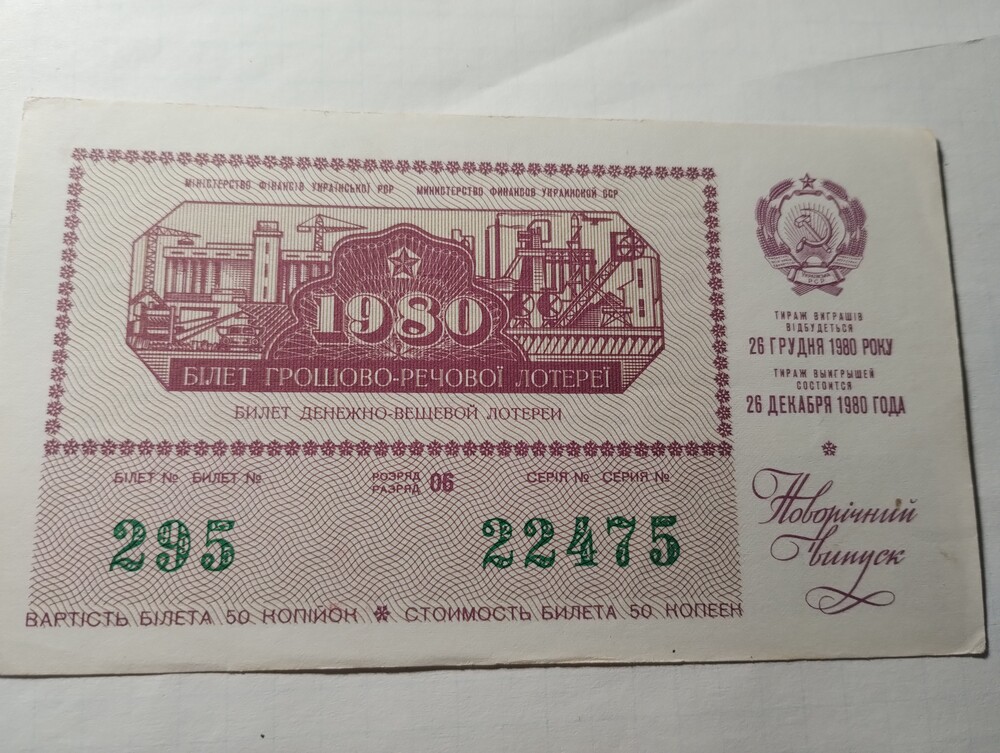 МІНІСТЕРСТВО ФІНАНСІВ УКРАЇНСЬКОЇ РСР МИНИСТЕРСТВО ФИНАНСОВ УКРАИНСКОЙ ССР
1980
БІЛЕТ ГРОШОВО-РЕЧОВОЇ ЛОТЕРЕЇ
БИЛЕТ ДЕНЕЖНО-ВЕЩЕВОЙ ЛОТЕРЕИ
БІЛЕТ № БИЛЕТ № РОЗРЯД РАЗРЯД 06 СЕРІЯ № СЕРИЯ №
295 22475
ВАРТІСТЬ БІЛЕТА 50 КОПІЙОК * СТОИМОСТЬ БИЛЕТА 50 КОПЕЕК
УКРАЇНСЬКА
РСР
ТИРАЖ ВИГРАШІВ
ВІДБУДЕТЬСЯ
26 ГРУДНЯ 1980 РОКУ
ТИРАЖ ВЫИГРЫШЕЙ
СОСТОИТСЯ
26 ДЕКАБРЯ 1980 ГОДА
Новорічний
випуск